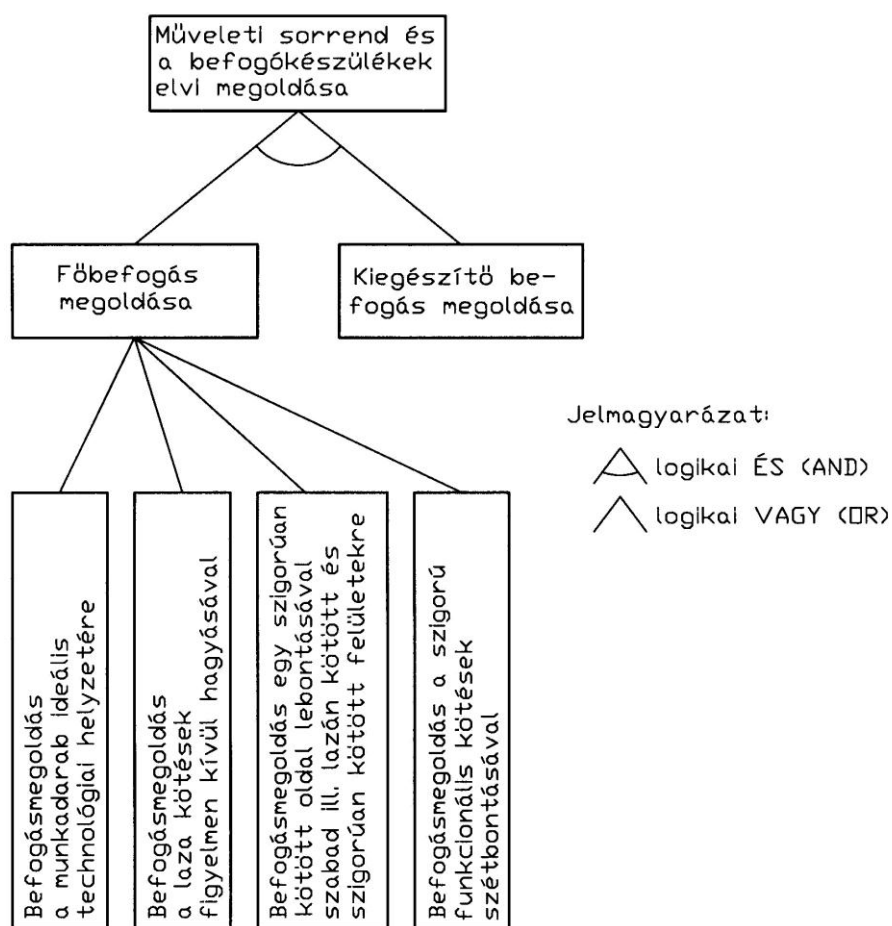 Műveleti sorrend és
a befogókészülékek
elvi megoldása
Főbefogás
megoldása
Kiegészítő be-
fogás megoldása
Jelmagyarázat:
logikai ÉS (AND)
logikai VAGY (OR)
Befogásmegoldás
a munkadarab ideális
technológiai helyzetére
Befogásmegoldás
a laza kötések
figyelmen kívül hagyásával
Befogásmegoldás egy szigorúan
kötött oldal lebontásával
szabad ill. lazán kötött és
szigorúan kötött felületekre
Befogásmegoldás a szigorú
funkcionális kötések
szétbontásával